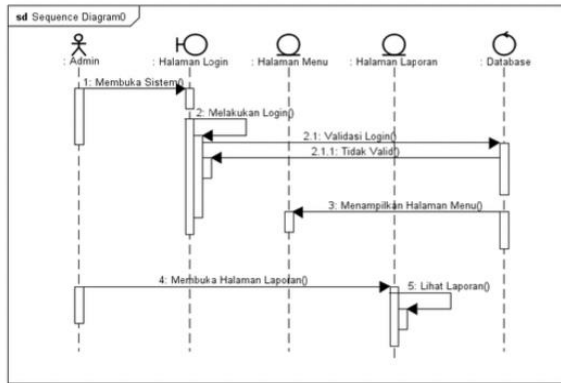 sd Sequence Diagram0
: Admin
: Halaman Login
: Halaman Menu
: Halaman Laporan
: Database
1: Membuka Sistem()
2: Melakukan Login()
2.1: Validasi Login()
2.1.1: Tidak Valid()
3: Menampilkan Halaman Menu()
4: Membuka Halaman Laporan()
5: Lihat Laporan()